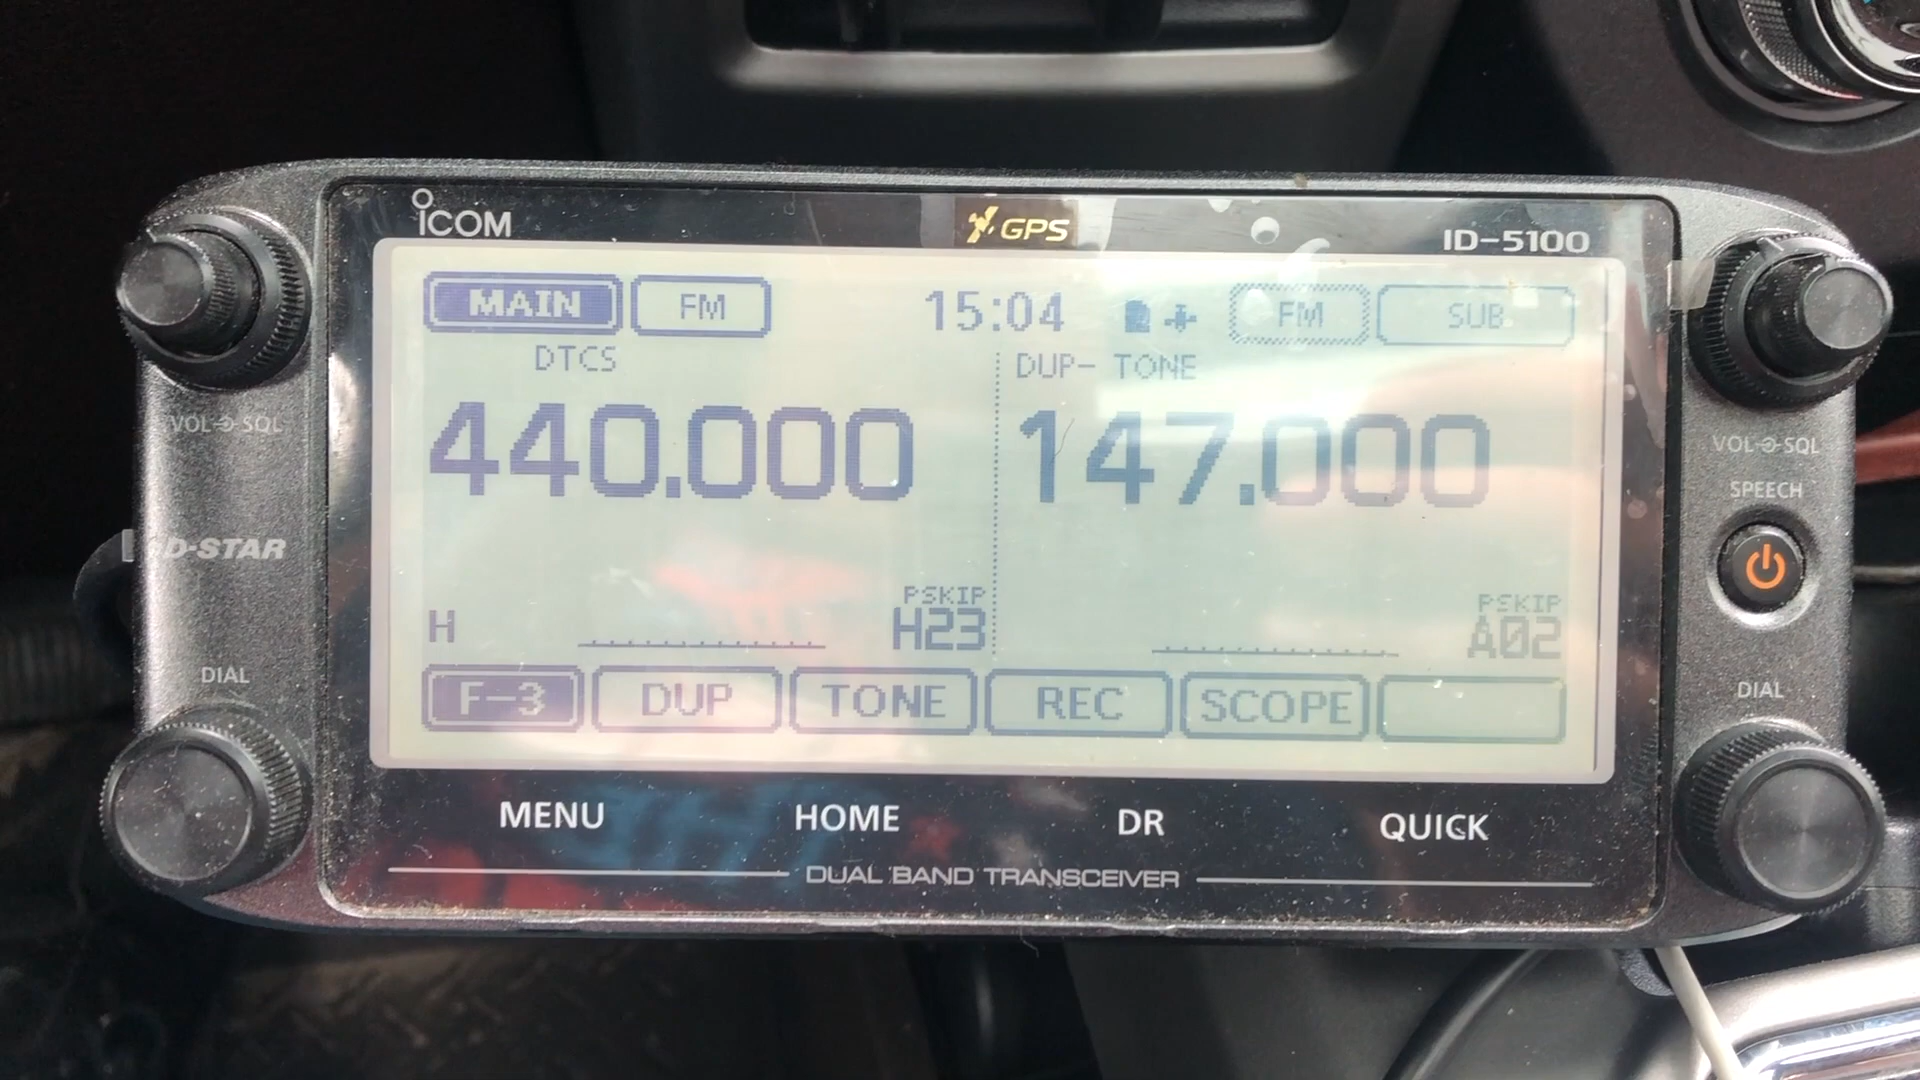 ICOM GPS ID-5100
MAIN FM 15:04 FM SUB
DTCS DUP- TONE
440.000 147.000
VOL SQL VOL SQL
SPEECH
D-STAR
PSKIP PSKIP
H H23 A02
DIAL DIAL
F-3 DUP TONE REC SCOPE
MENU HOME DR QUICK
DUAL BAND TRANSCEIVER